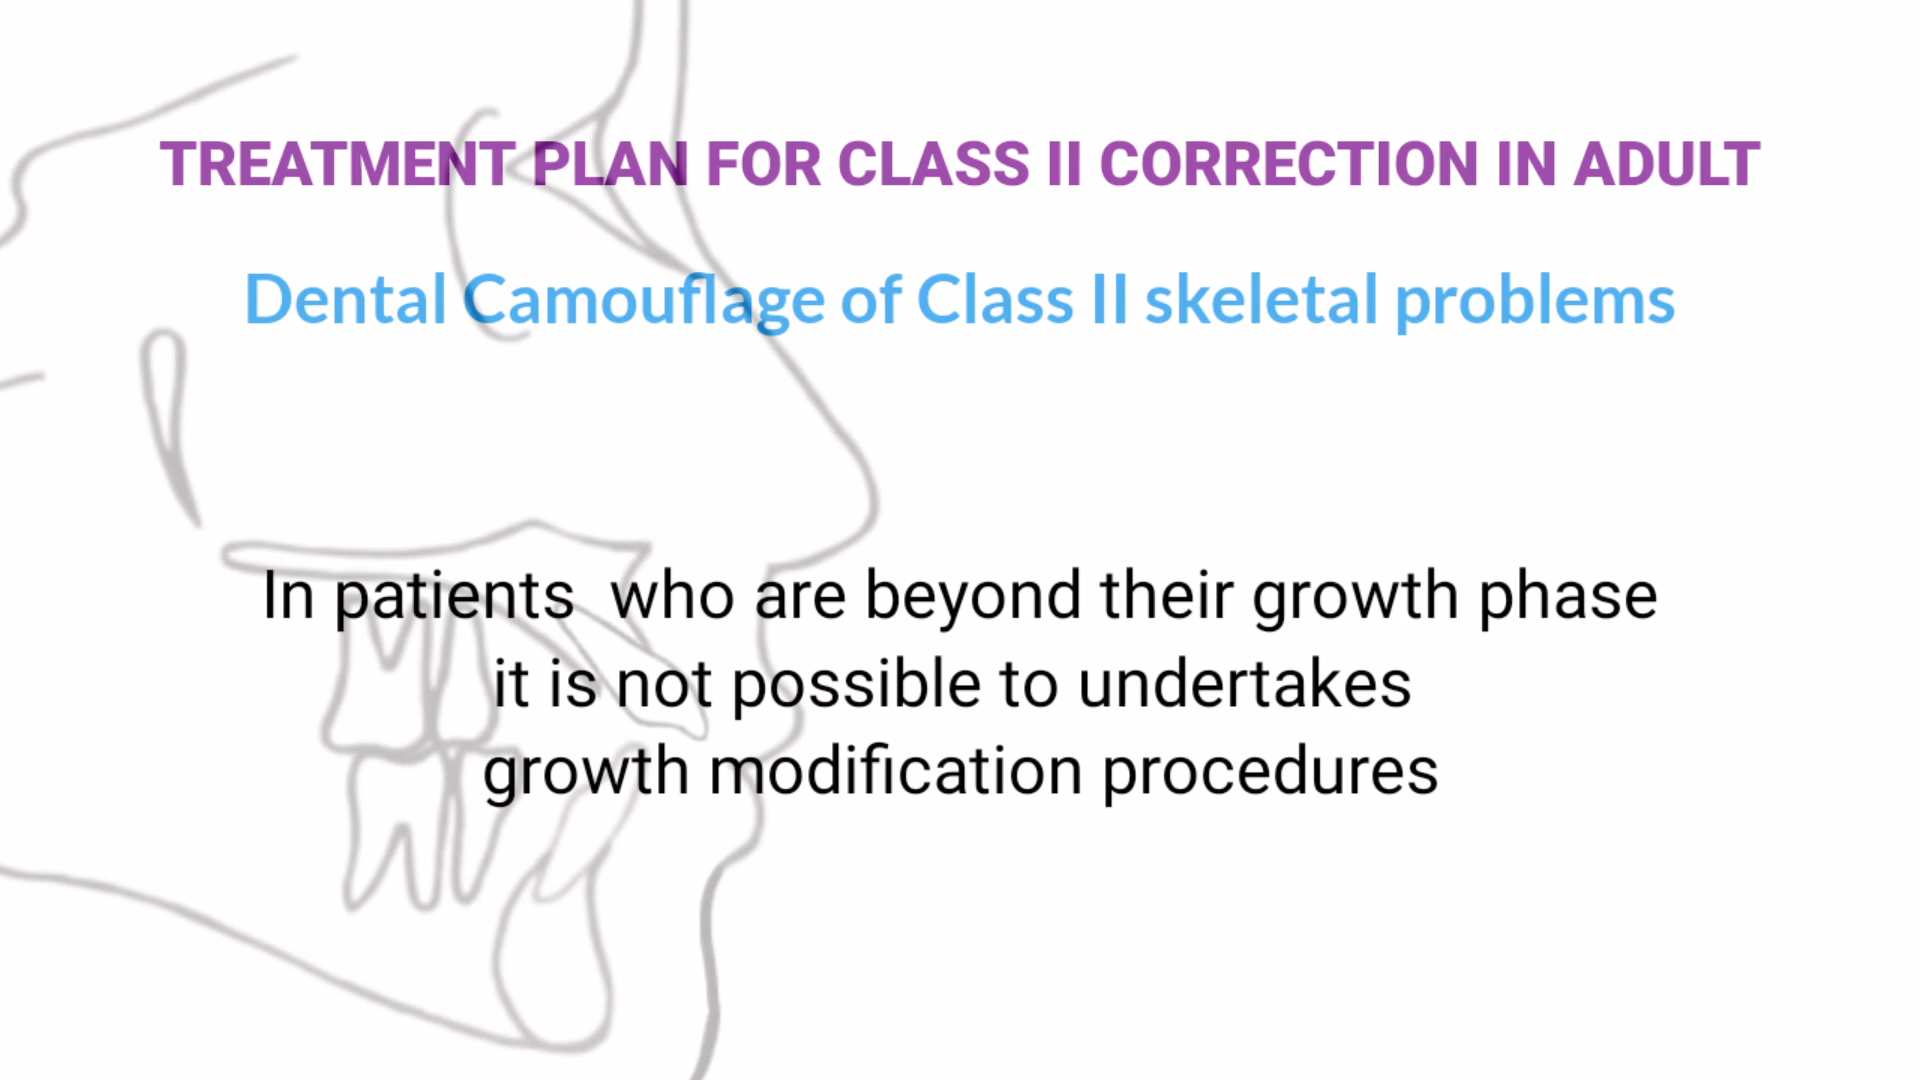 TREATMENT PLAN FOR CLASS II CORRECTION IN ADULT
Dental Camouflage of Class II skeletal problems
In patients  who are beyond their growth phase
it is not possible to undertakes
growth modification procedures